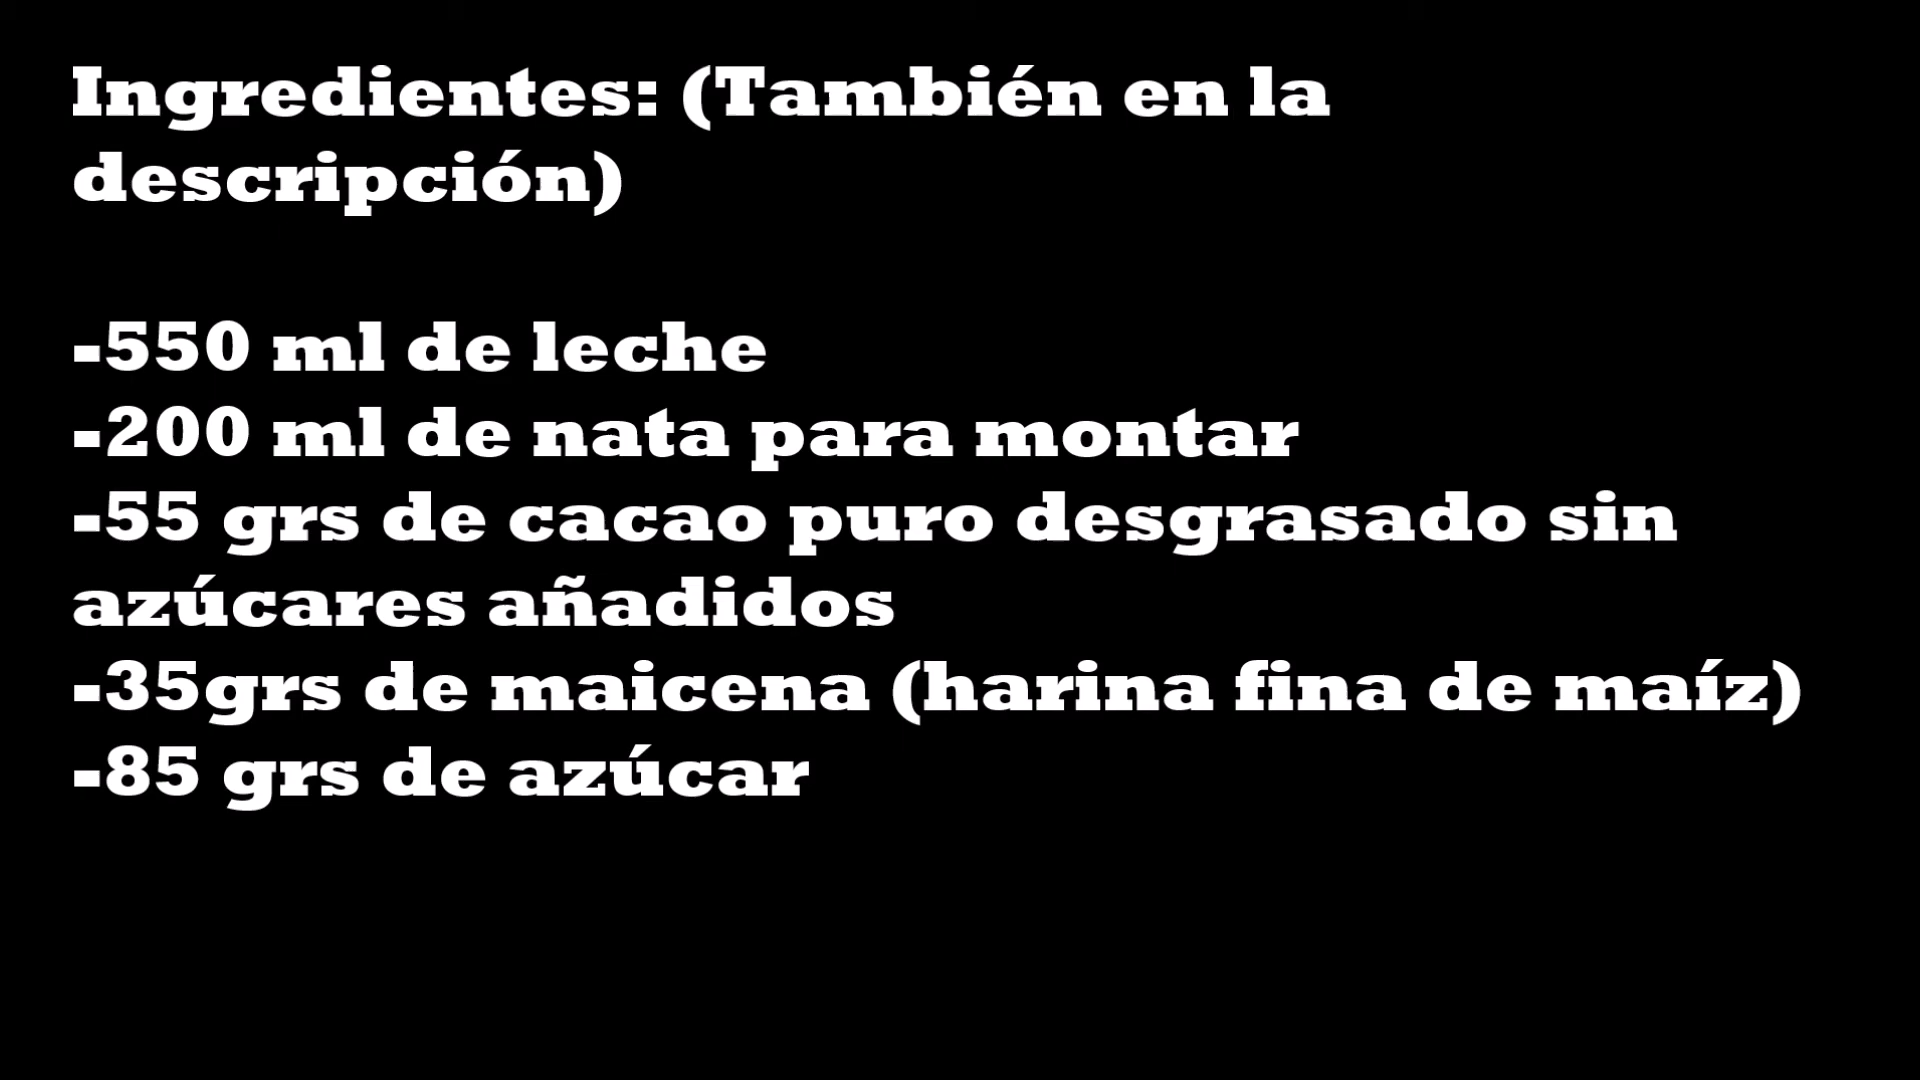 Ingredientes: (También en la
descripción)
-550 ml de leche
-200 ml de nata para montar
-55 grs de cacao puro desgrasado sin
azúcares añadidos
-35grs de maicena (harina fina de maíz)
-85 grs de azúcar